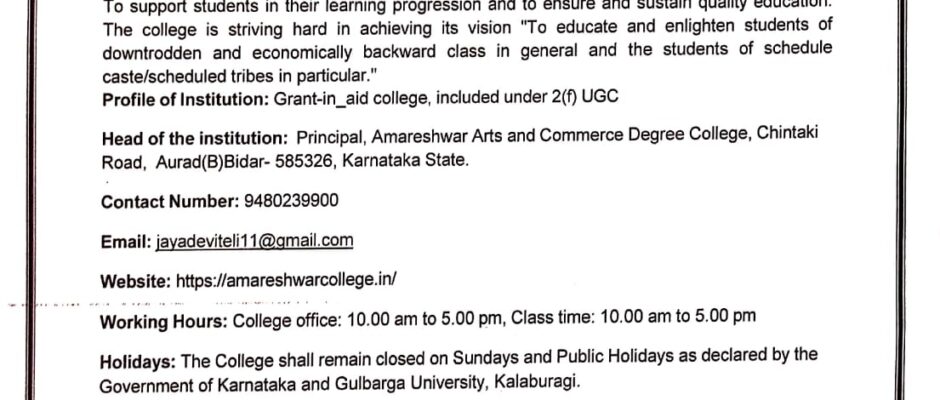 To support students in their learning progression and to ensure and sustain quality education.
The college is striving hard in achieving its vision "To educate and enlighten students of
downtrodden and economically backward class in general and the students of schedule
caste/scheduled tribes in particular."
Profile of Institution: Grant-in_aid college, included under 2(f) UGC
Head of the institution: Principal, Amareshwar Arts and Commerce Degree College, Chintaki
Road, Aurad(B)Bidar- 585326, Karnataka State.
Contact Number: 9480239900
Email: jayadeviteli11@gmail.com
Website: https://amareshwarcollege.in/
Working Hours: College office: 10.00 am to 5.00 pm, Class time: 10.00 am to 5.00 pm
Holidays: The College shall remain closed on Sundays and Public Holidays as declared by the
Government of Karnataka and Gulbarga University, Kalaburagi.